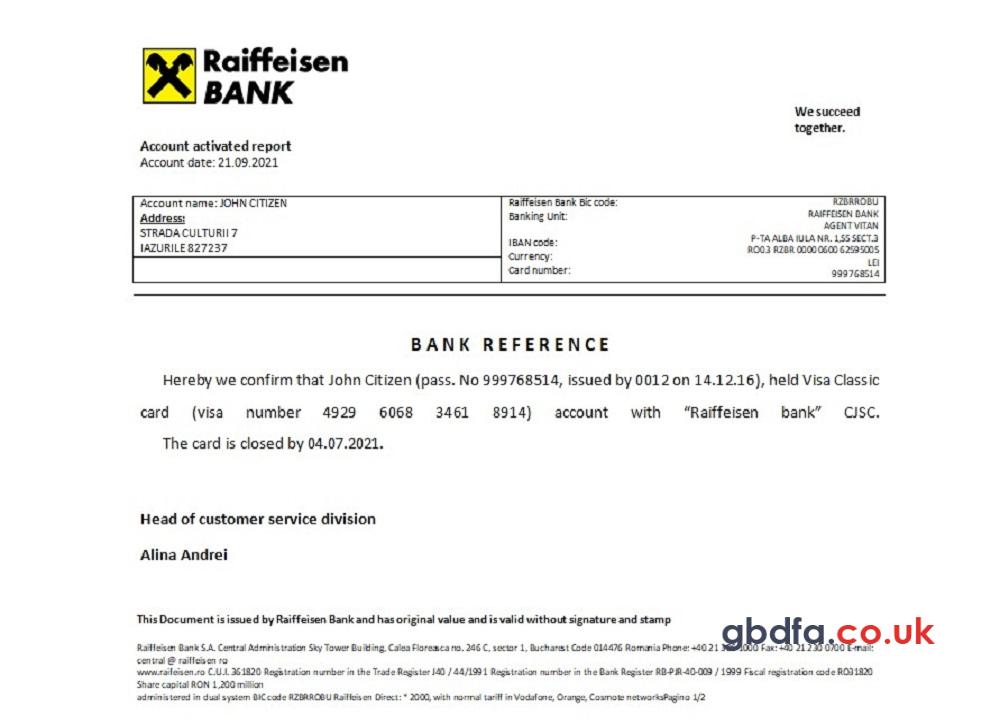 Raiffeisen
BANK
We succeed
together.
Account activated report
Account date: 21.09.2021
Account name: JOHN CITIZEN
Address:
STRADA CULTURII 7
IAZURILE 827237
Raiffeisen Bank Bic code: RZBRROBU
Banking Unit: RAIFFEISEN BANK
AGENT VITAN
P-TA ALBA IULA NR. 1,S5 SECT.3
IBAN code: RO03 RZBR 0000 0600 62595005
Currency: LEI
Card number: 999768514
BANK REFERENCE
Hereby we confirm that John Citizen (pass. No 999768514, issued by 0012 on 14.12.16), held Visa Classic
card (visa number 4929 6068 3461 8914) account with “Raiffeisen bank” CJSC.
The card is closed by 04.07.2021.
Head of customer service division
Alina Andrei
This Document is issued by Raiffeisen Bank and has original value and is valid without signature and stamp
gbdfa.co.uk
Raiffeisen Bank S.A. Central Administration Sky Tower Building, Calea Floreasca no. 246 C, sector 1, Bucharest Code 014476 Romania Phone: +40 21 1000 Fax: +40 21 230 0700 E-mail:
central @ raiffeisen ro
www.raiffeisen.ro C.U.I. 361820 Registration number in the Trade Register J40 / 44/1991 Registration number in the Bank Register RB-PJR-40-009 / 1999 Fiscal registration code RO31820
Share capital RON 1,200 million
administered in dual system BIC code RZBRROBU Raiffeisen Direct: * 2000, with normal tariff in Vodafone, Orange, Cosmote networksPagina 1/2